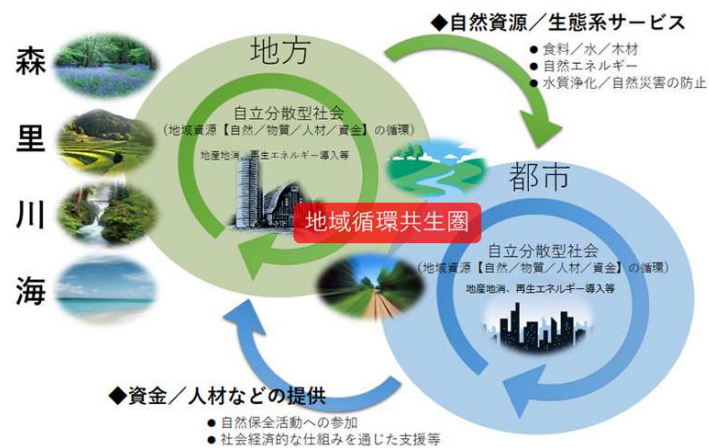 森
里
川
海
地方
自立分散型社会
(地域資源【自然／物質／人材／資金】の循環)
地産地消、再生エネルギー導入等
◆自然資源／生態系サービス
● 食料／水／木材
● 自然エネルギー
● 水質浄化／自然災害の防止
地域循環共生圏
都市
自立分散型社会
(地域資源【自然／物質／人材／資金】の循環)
地産地消、再生エネルギー導入等
◆資金／人材などの提供
● 自然保全活動への参加
● 社会経済的な仕組みを通じた支援等